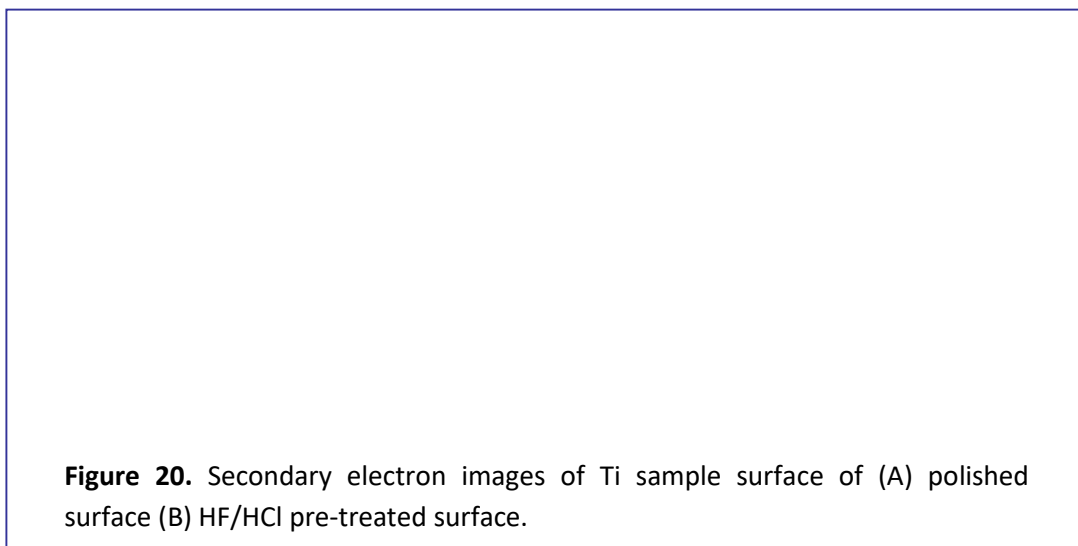 Figure 20. Secondary electron images of Ti sample surface of (A) polished
surface (B) HF/HCl pre-treated surface.